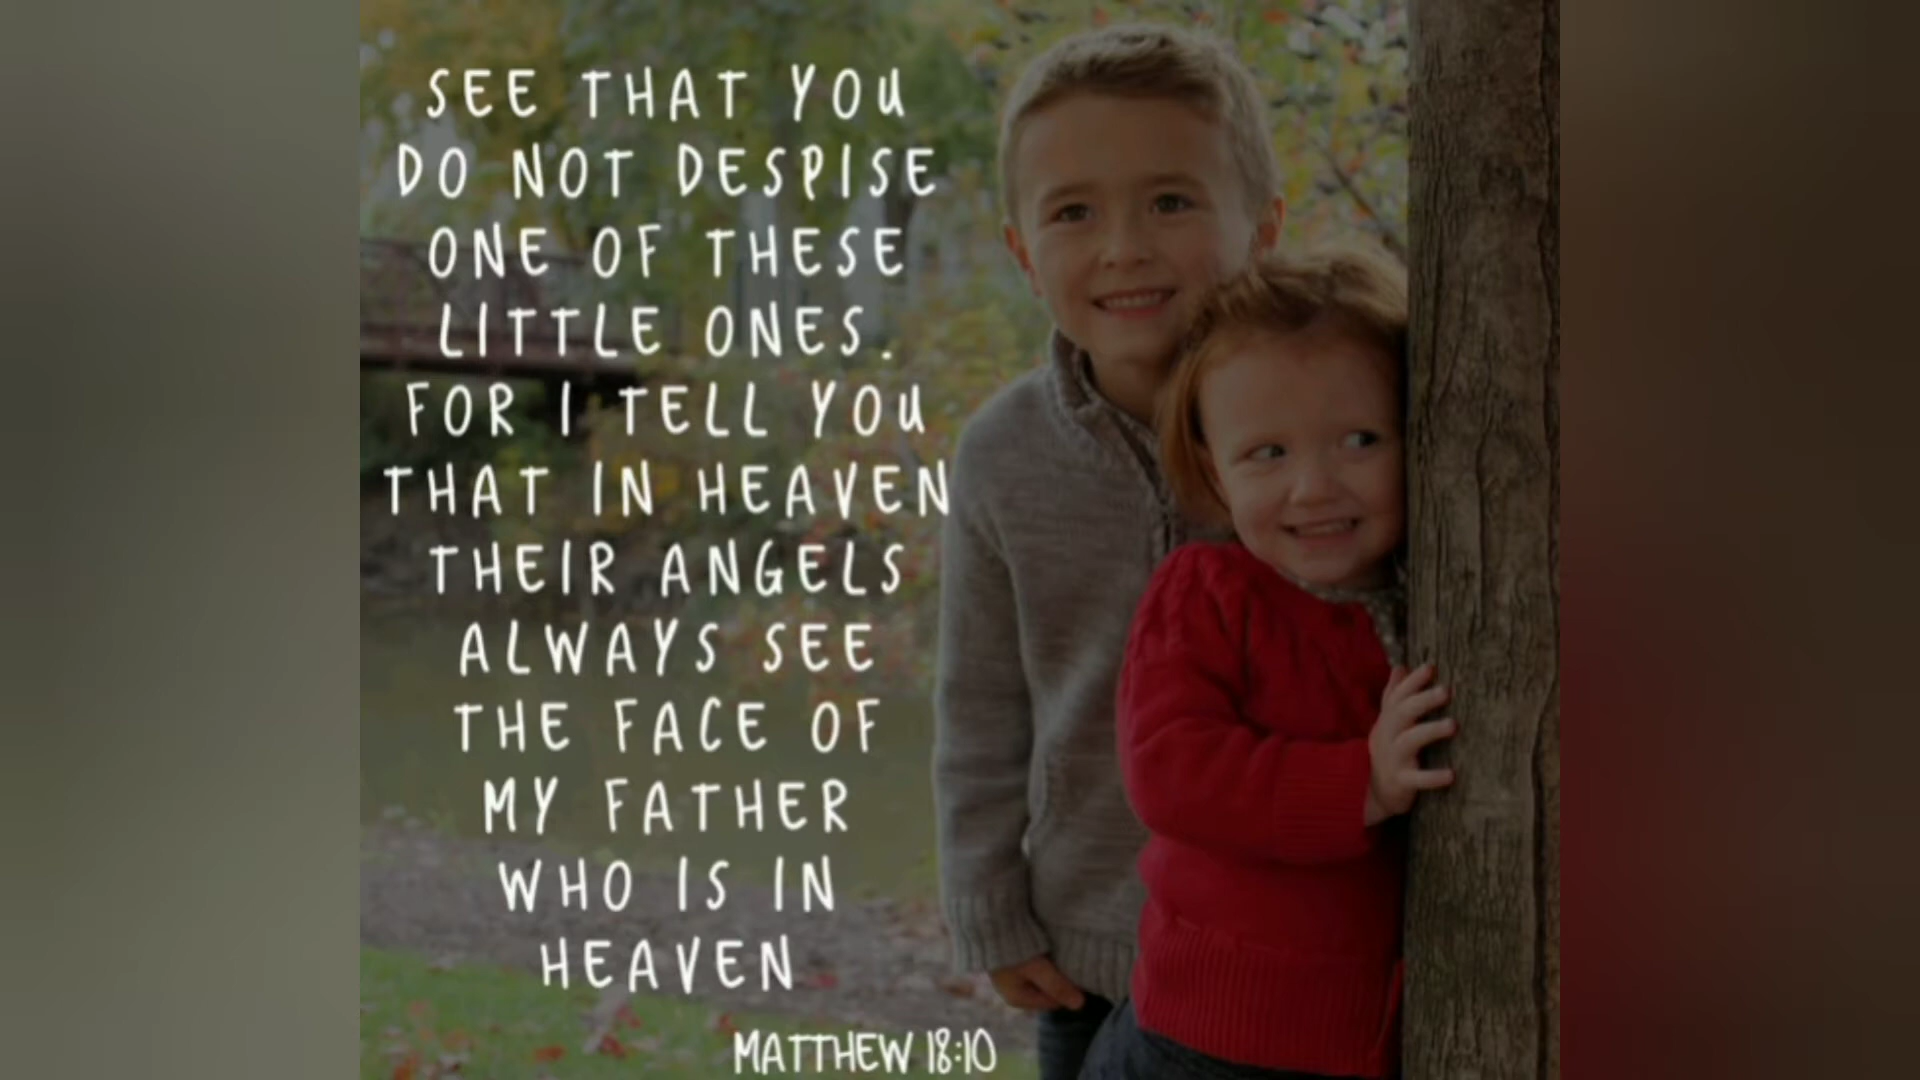 SEE THAT YOU
DO NOT DESPISE
ONE OF THESE
LITTLE ONES.
FOR I TELL YOU
THAT IN HEAVEN
THEIR ANGELS
ALWAYS SEE
THE FACE OF
MY FATHER
WHO IS IN
HEAVEN
MATTHEW 18:10